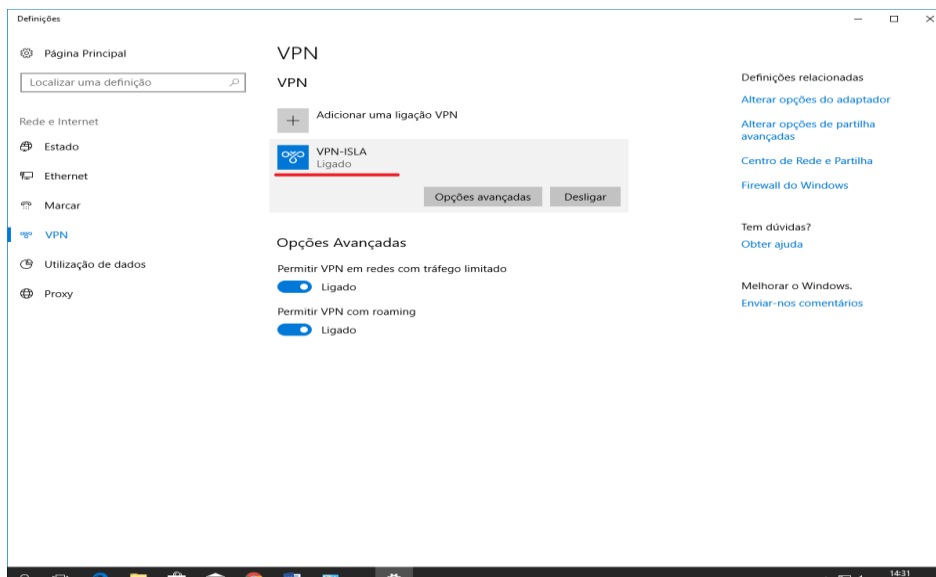 Definições
Página Principal
Localizar uma definição
Rede e Internet
Estado
Ethernet
Marcar
VPN
Utilização de dados
Proxy
VPN
VPN
Adicionar uma ligação VPN
VPN-ISLA
Ligado
Opções avançadas
Desligar
Opções Avançadas
Permitir VPN em redes com tráfego limitado
Ligado
Permitir VPN com roaming
Ligado
Definições relacionadas
Alterar opções do adaptador
Alterar opções de partilha
avançadas
Centro de Rede e Partilha
Firewall do Windows
Tem dúvidas?
Obter ajuda
Melhorar o Windows.
Enviar-nos comentários
14:31